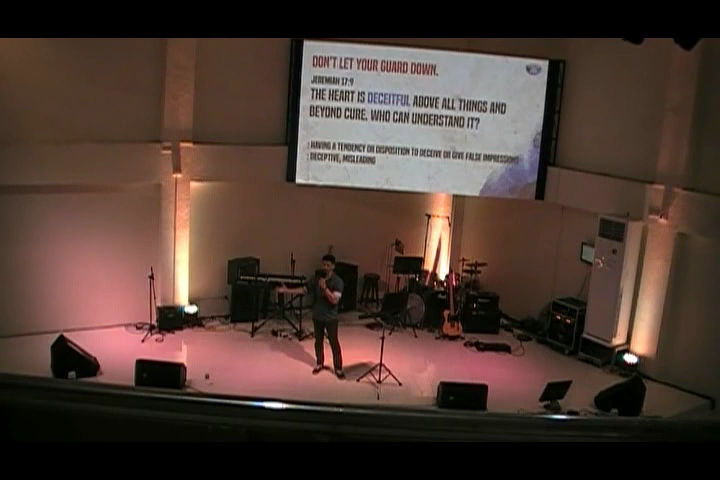 DON'T LET YOUR GUARD DOWN.
JEREMIAH 17:9
THE HEART IS DECEITFUL ABOVE ALL THINGS AND
BEYOND CURE. WHO CAN UNDERSTAND IT?
: HAVING A TENDENCY OR DISPOSITION TO DECEIVE OR GIVE FALSE IMPRESSIONS
: DECEPTIVE, MISLEADING